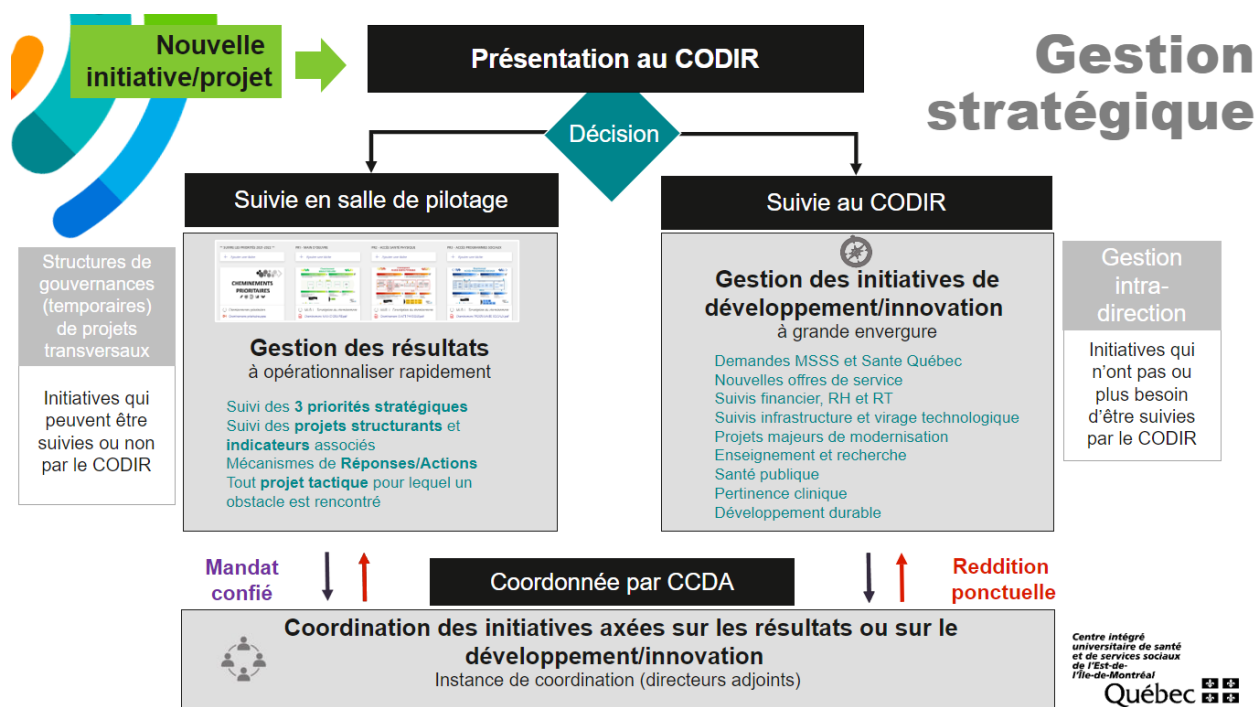 Nouvelle
initiative/projet
Présentation au CODIR
Gestion
stratégique
Décision
Suivie en salle de pilotage
Suivie au CODIR
Structures de
gouvernances
(temporaires)
de projets
transversaux
Initiatives qui
peuvent être
suivies ou non
par le CODIR
CHEMINEMENTS
PRIORITAIRES
Gestion des résultats
à opérationnaliser rapidement
Suivi des 3 priorités stratégiques
Suivi des projets structurants et
indicateurs associés
Mécanismes de Réponses/Actions
Tout projet tactique pour lequel un
obstacle est rencontré
Gestion des initiatives de
développement/innovation
à grande envergure
Demandes MSSS et Sante Québec
Nouvelles offres de service
Suivis financier, RH et RT
Suivis infrastructure et virage technologique
Projets majeurs de modernisation
Enseignement et recherche
Santé publique
Pertinence clinique
Développement durable
Gestion
intra-
direction
Initiatives qui
n'ont pas ou
plus besoin
d'être suivies
par le CODIR
Mandat
confié
Coordonnée par CCDA
Reddition
ponctuelle
Coordination des initiatives axées sur les résultats ou sur le
développement/innovation
Instance de coordination (directeurs adjoints)
Centre intégré
universitaire de santé
et de services sociaux
de l'Est-de-
l'Île-de-Montréal
Québec